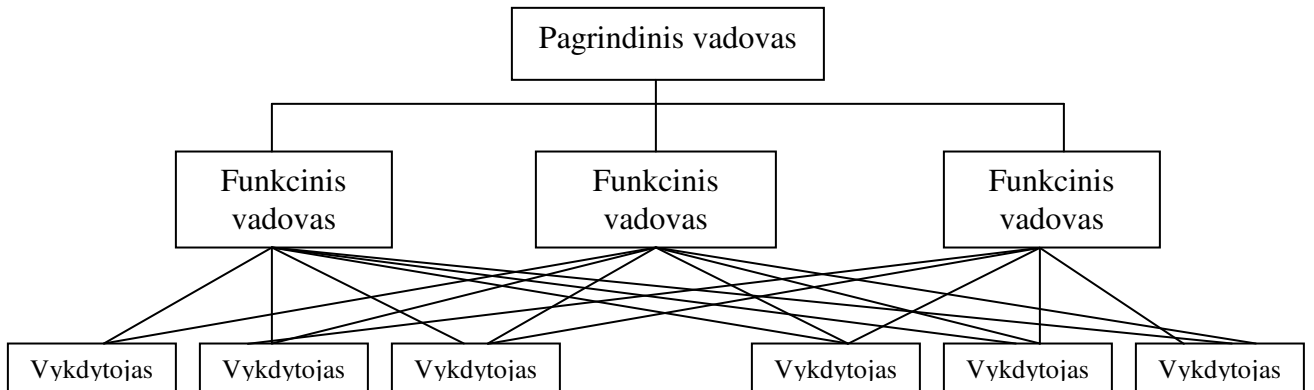 Pagrindinis vadovas
Funkcinis
vadovas
Funkcinis
vadovas
Funkcinis
vadovas
Vykdytojas
Vykdytojas
Vykdytojas
Vykdytojas
Vykdytojas
Vykdytojas